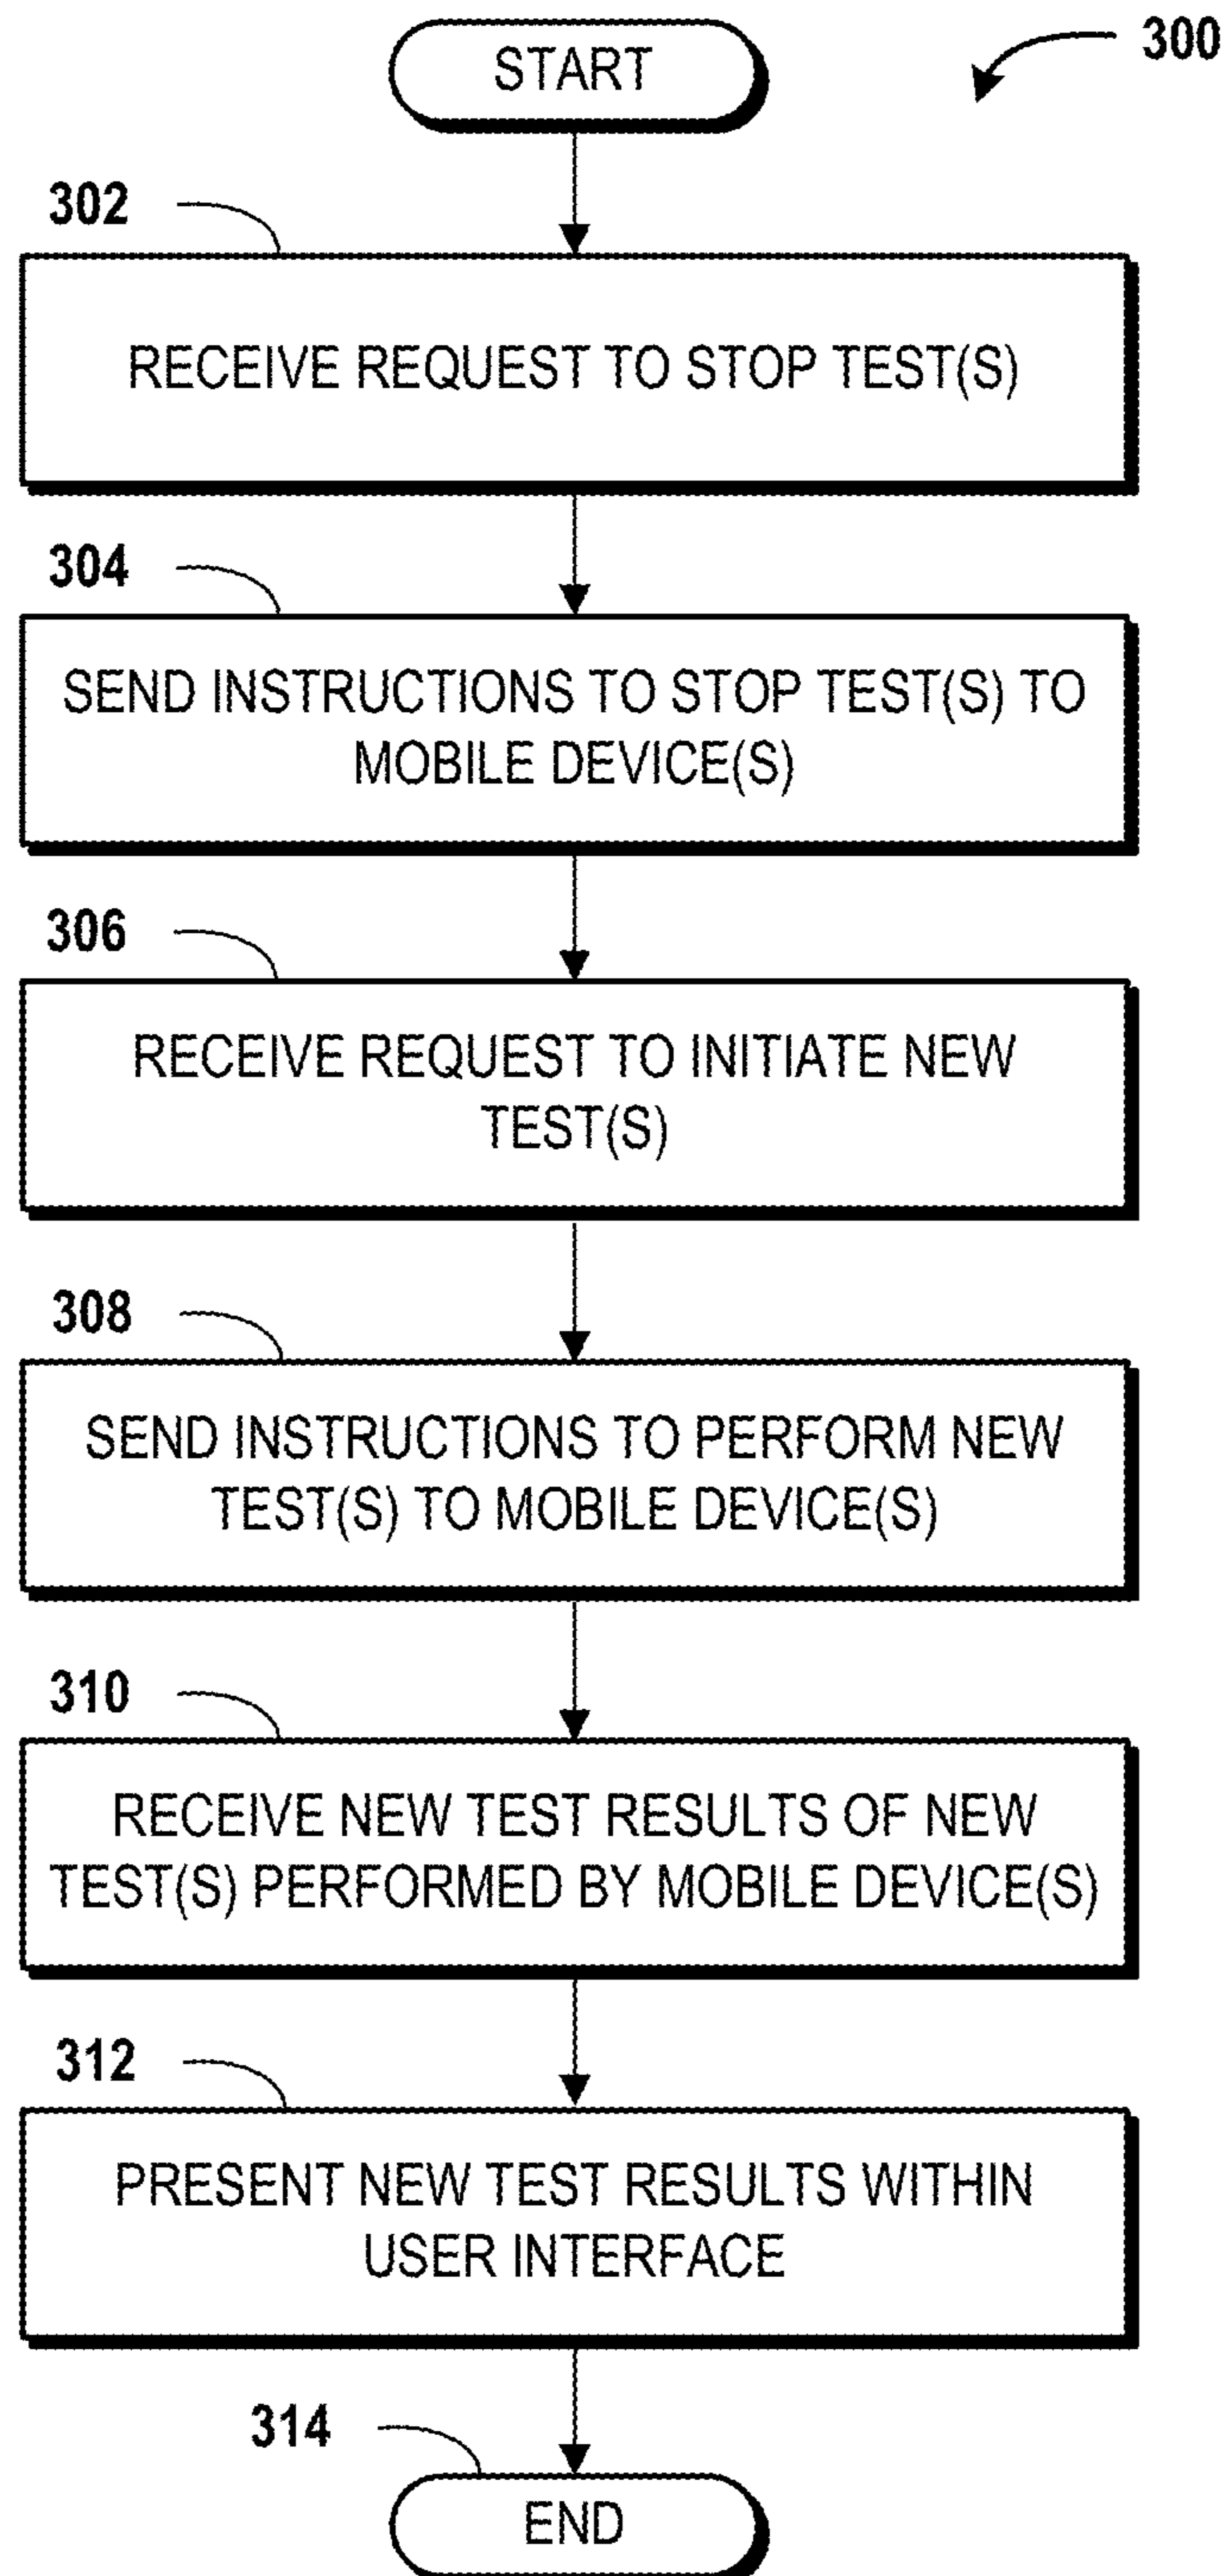 START
300
302
RECEIVE REQUEST TO STOP TEST(S)
304
SEND INSTRUCTIONS TO STOP TEST(S) TO
MOBILE DEVICE(S)
306
RECEIVE REQUEST TO INITIATE NEW
TEST(S)
308
SEND INSTRUCTIONS TO PERFORM NEW
TEST(S) TO MOBILE DEVICE(S)
310
RECEIVE NEW TEST RESULTS OF NEW
TEST(S) PERFORMED BY MOBILE DEVICE(S)
312
PRESENT NEW TEST RESULTS WITHIN
USER INTERFACE
314
END